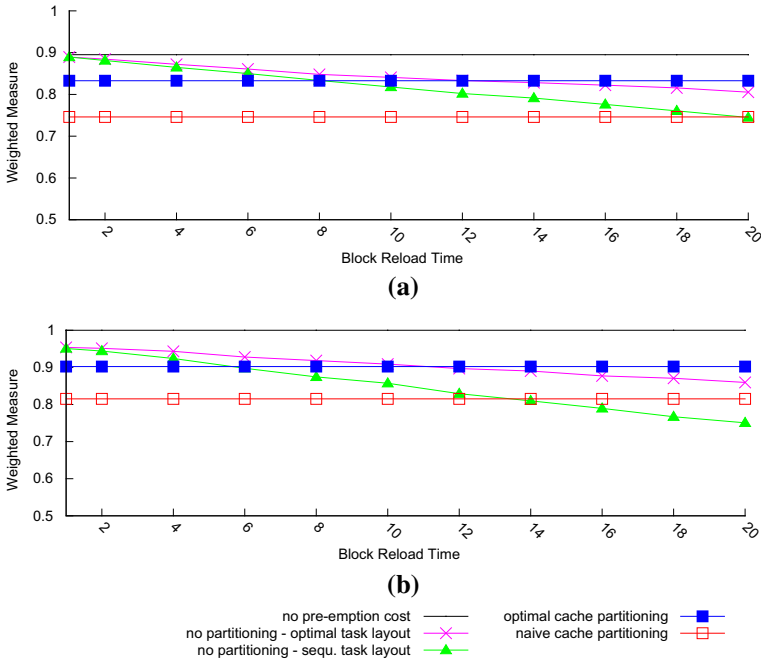 1
0.9
0.8
0.7
0.6
0.5
Weighted Measure
2 4 6 8 10 12 14 16 18 20
Block Reload Time
(a)
1
0.9
0.8
0.7
0.6
0.5
Weighted Measure
2 4 6 8 10 12 14 16 18 20
Block Reload Time
(b)
no pre-emption cost
no partitioning - optimal task layout
no partitioning - sequ. task layout
optimal cache partitioning
naive cache partitioning